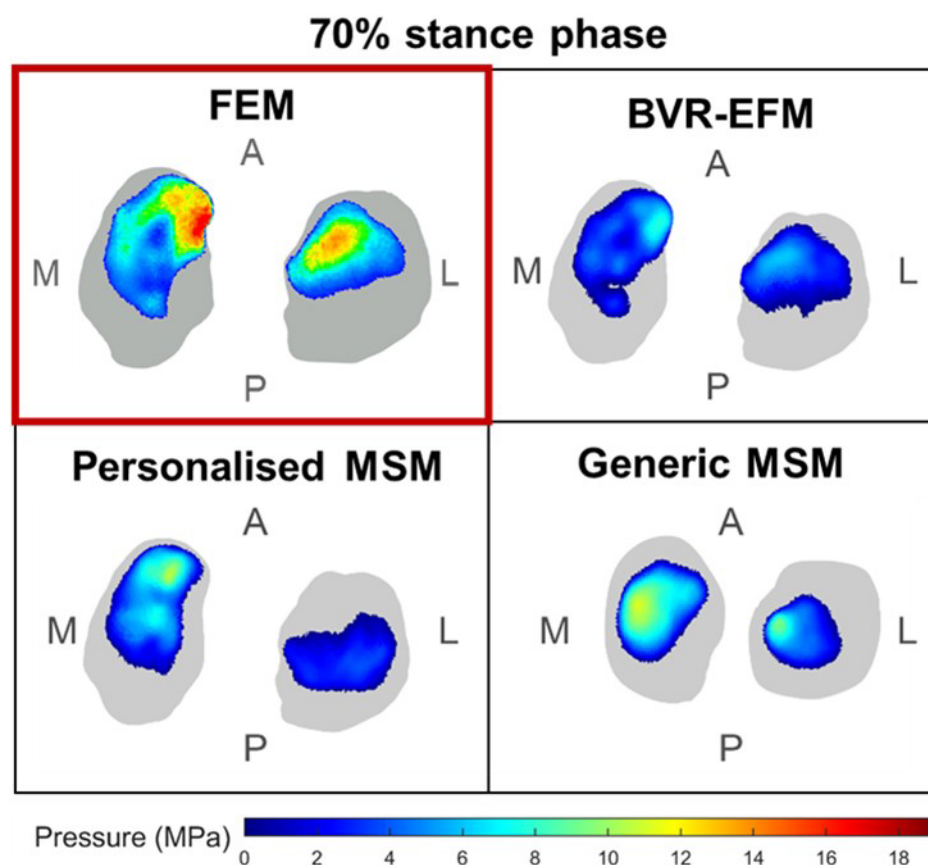 70% stance phase
FEM
A
M
L
P
BVR-EFM
A
M
L
P
Personalised MSM
A
M
L
P
Generic MSM
A
M
L
P
Pressure (MPa)
0 2 4 6 8 10 12 14 16 18